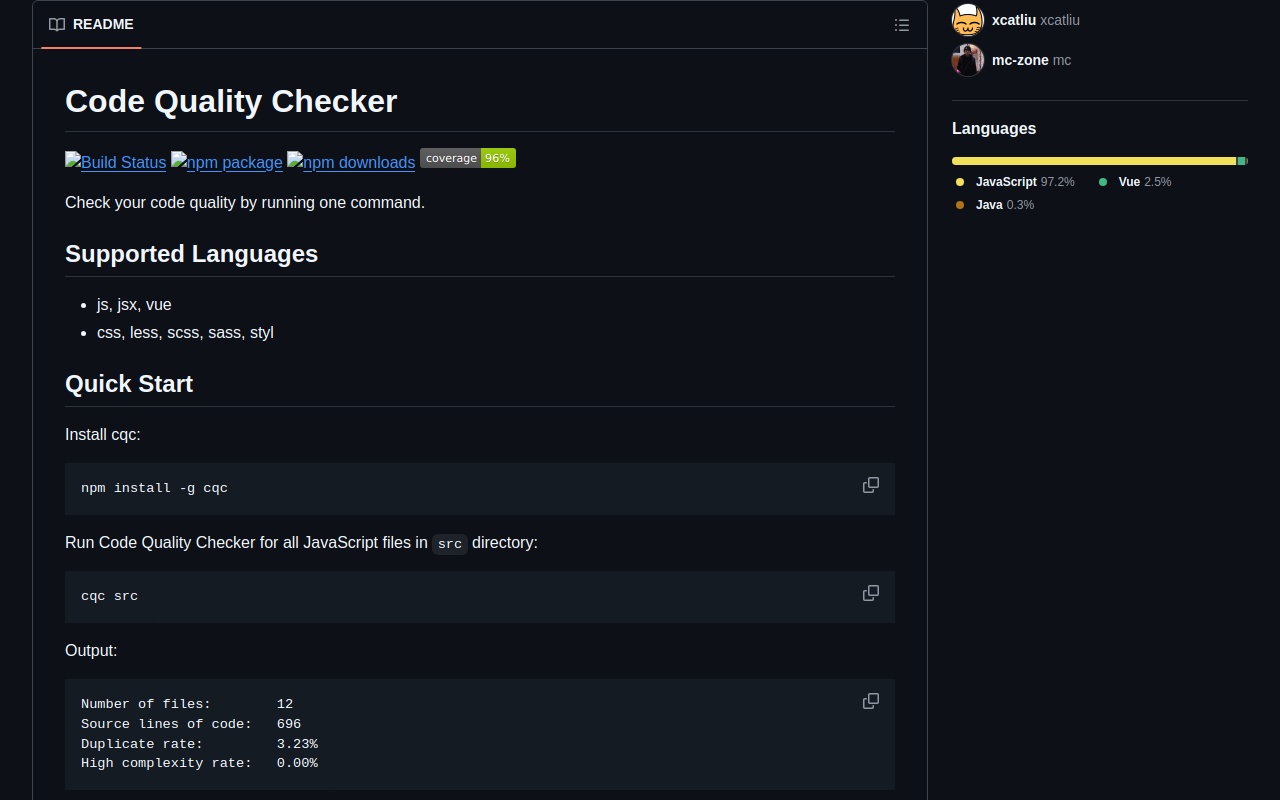 README
Code Quality Checker
Build Status npm package npm downloads coverage 96%
Check your code quality by running one command.
Supported Languages
js, jsx, vue
css, less, scss, sass, styl
Quick Start
Install cqc:
npm install -g cqc
Run Code Quality Checker for all JavaScript files in src directory:
cqc src
Output:
Number of files: 12
Source lines of code: 696
Duplicate rate: 3.23%
High complexity rate: 0.00%
xcatliu xcatliu
mc-zone mc
Languages
JavaScript 97.2% Vue 2.5%
Java 0.3%